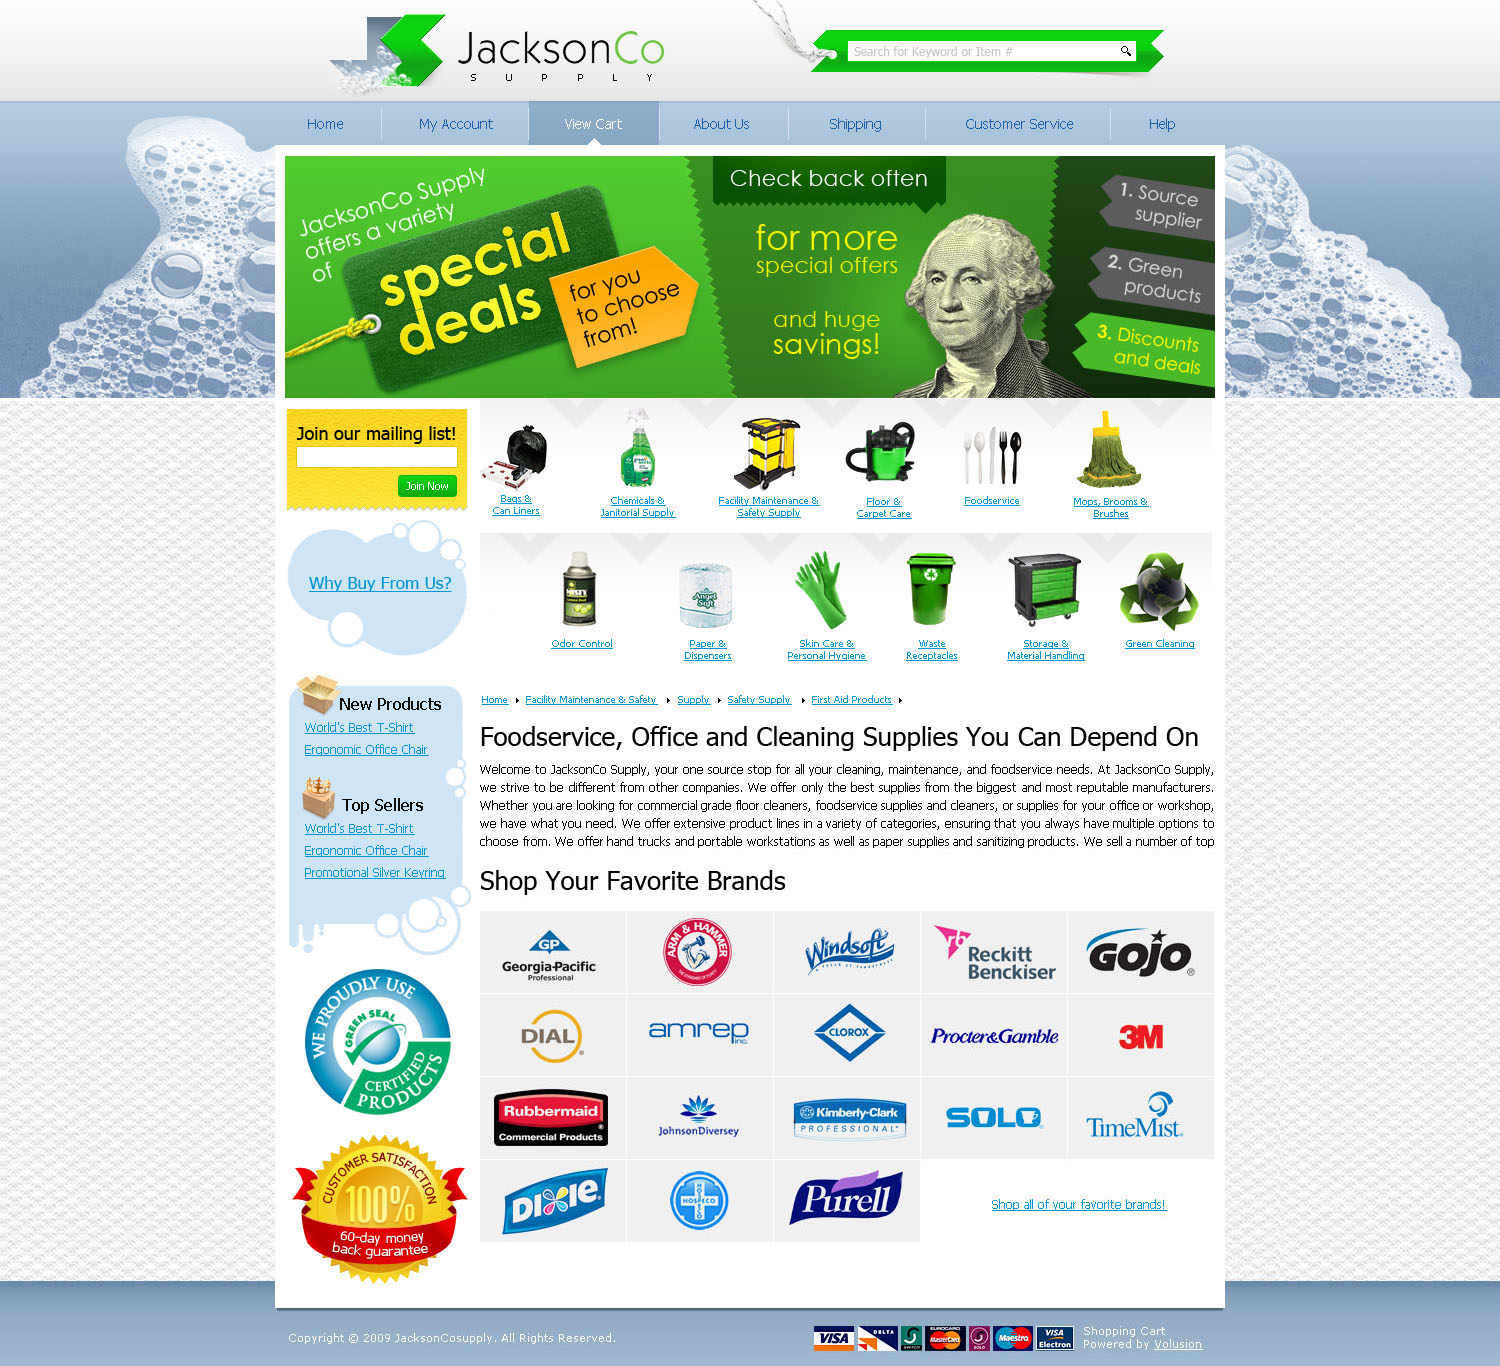 JacksonCo
SUPPLY
Search for Keyword or Item #
Home
My Account
View Cart
About Us
Shipping
Customer Service
Help
JacksonCo Supply
offers a variety
of
special
deals
for you
to choose
from!
Check back often
for more
special offers
and huge
savings!
1. Source
supplier
2. Green
products
3. Discounts
and deals
Join our mailing list!
Join Now
Why Buy From Us?
New Products
World's Best T-Shirt
Ergonomic Office Chair
Top Sellers
World's Best T-Shirt
Ergonomic Office Chair
Promotional Silver Keyring
WE PROUDLY USE
GREEN SEAL
CERTIFIED
PRODUCTS
CUSTOMER SATISFACTION
100%
60-day money
back guarantee
Bags &
Can Liners
Chemicals &
Janitorial Supply
Facility Maintenance &
Safety Supply
Floor &
Carpet Care
Foodservice
Mops, Brooms &
Brushes
MISTY
Angel
Soft
Odor Control
Paper &
Dispensers
Skin Care &
Personal Hygiene
Waste
Receptacles
Storage &
Material Handling
Green Cleaning
Home Facility Maintenance & Safety Supply Safety Supply First Aid Products
Foodservice, Office and Cleaning Supplies You Can Depend On
Welcome to JacksonCo Supply, your one source stop for all your cleaning, maintenance, and foodservice needs. At JacksonCo Supply,
we strive to be different from other companies. We offer only the best supplies from the biggest and most reputable manufacturers.
Whether you are looking for commercial grade floor cleaners, foodservice supplies and cleaners, or supplies for your office or workshop,
we have what you need. We offer extensive product lines in a variety of categories, ensuring that you always have multiple options to
choose from. We offer hand trucks and portable workstations as well as paper supplies and sanitizing products. We sell a number of top
Shop Your Favorite Brands
GP
Georgia-Pacific
Professional
ARM & HAMMER
THE STANDARD OF PURITY
Windsoft
Reckitt
Benckiser
GOJO
DIAL
amrep
inc.
CLOROX
Procter&Gamble
3M
Rubbermaid
Commercial Products
JohnsonDiversey
Kimberly-Clark
PROFESSIONAL*
SOLO
TimeMist
DIXIE
HOSPECO
Purell
Shop all of your favorite brands!
Copyright © 2009 JacksonCosupply. All Rights Reserved.
VISA
DELTA
SWITCH
EUROCARD
MasterCard
SOLO
Maestro
VISA
Electron
Shopping Cart
Powered by Volusion